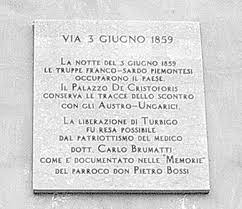 VIA 3 GIUGNO 1859
LA NOTTE DEL 3 GIUGNO 1859
LE TRUPPE FRANCO-SARDO PIEMONTESI
OCCUPARONO IL PAESE.
IL PALAZZO DE CRISTOFORIS
CONSERVA LE TRACCE DELLO SCONTRO
CON GLI AUSTRO-UNGARICI.
LA LIBERAZIONE DI TURBIGO
FU RESA POSSIBILE
DAL PATRIOTTISMO DEL MEDICO
DOTT. CARLO BRUMATTI
COME E' DOCUMENTATO NELLE "MEMORIE"
DEL PARROCO DON PIETRO BOSSI